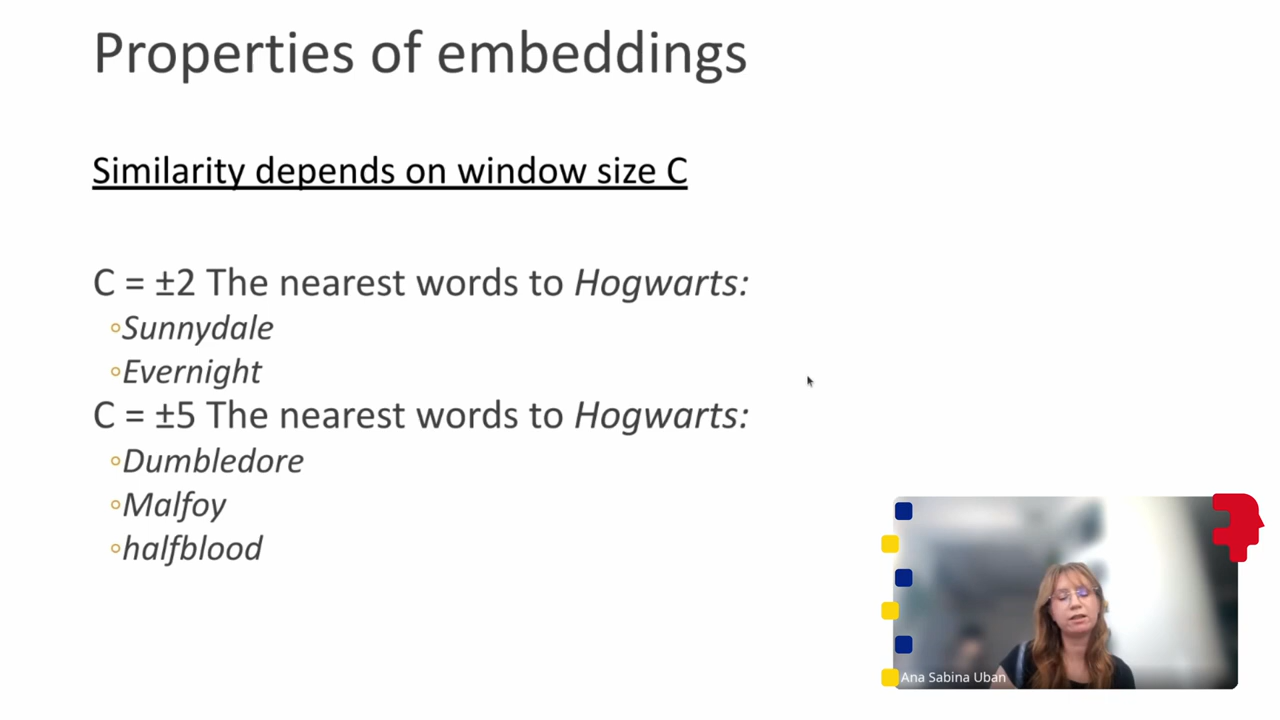 Properties of embeddings
Similarity depends on window size C
C = ±2 The nearest words to Hogwarts:
◦Sunnydale
◦Evernight
C = ±5 The nearest words to Hogwarts:
◦Dumbledore
◦Malfoy
◦halfblood
Ana Sabina Uban